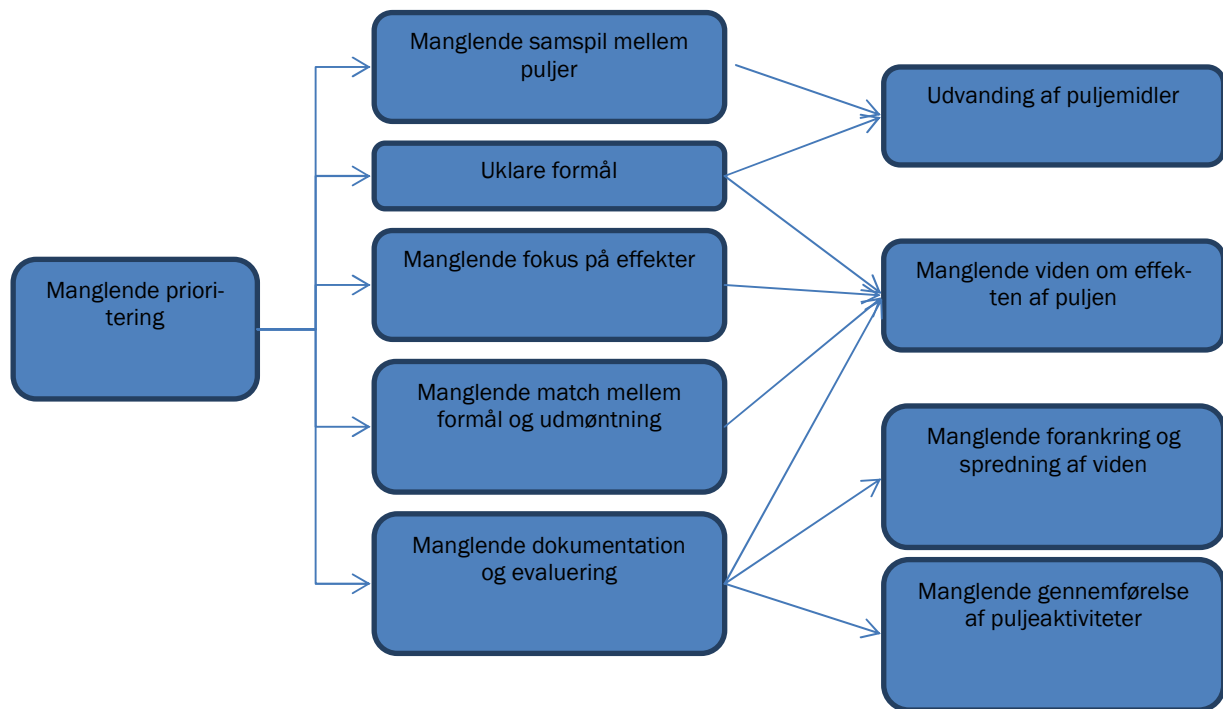 Manglende priori-
tering
Manglende samspil mellem
puljer
Uklare formål
Manglende fokus på effekter
Manglende match mellem
formål og udmøntning
Manglende dokumentation
og evaluering
Udvanding af puljemidler
Manglende viden om effek-
ten af puljen
Manglende forankring og
spredning af viden
Manglende gennemførelse
af puljeaktiviteter